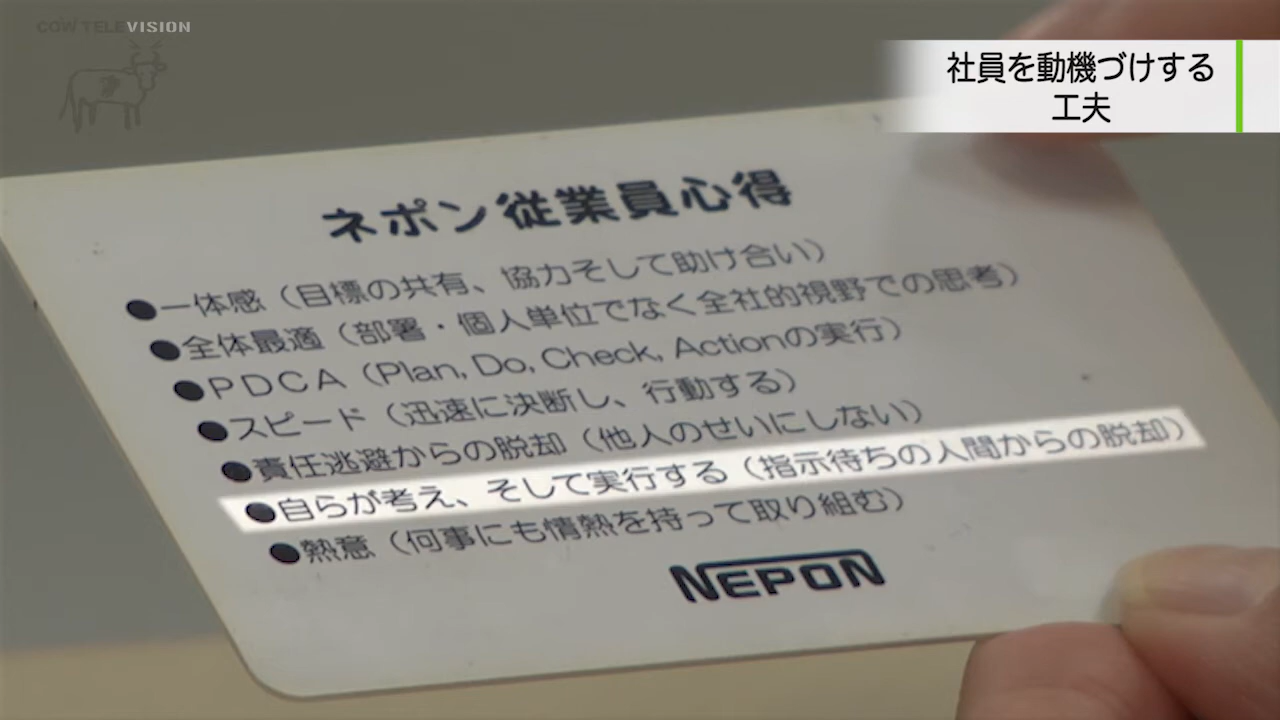 COW TELEVISION
社員を動機づけする
工夫
ネポン従業員心得
●一体感（目標の共有、協力そして助け合い）
●全体最適（部署・個人単位でなく全社的視野での思考）
●PDCA（Plan, Do, Check, Actionの実行）
●スピード（迅速に決断し、行動する）
●責任逃避からの脱却（他人のせいにしない）
●自らが考え、そして実行する（指示待ちの人間からの脱却）
●熱意（何事にも情熱を持って取り組む）
NEPON